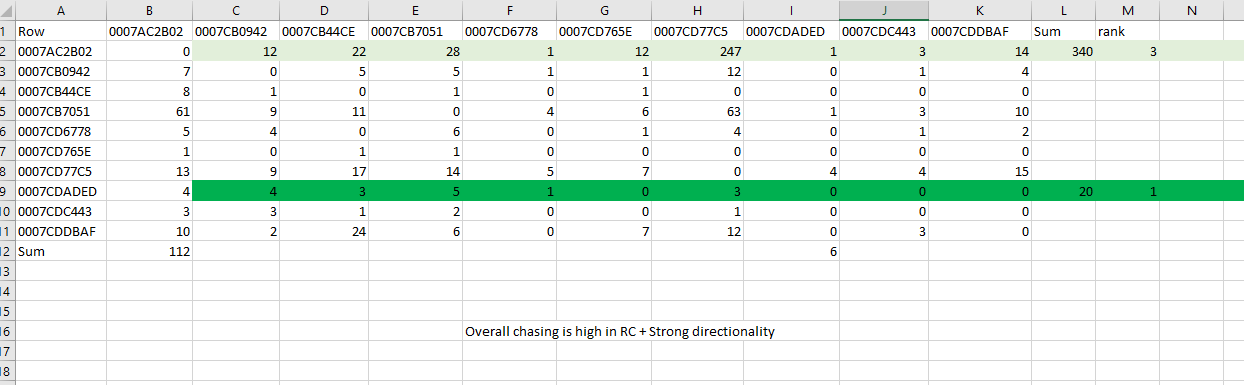 A B C D E F G H I J K L M N
1 Row 0007AC2B02 0007CB0942 0007CB44CE 0007CB7051 0007CD6778 0007CD765E 0007CD77C5 0007CDADED 0007CDC443 0007CDDBAF Sum rank
2 0007AC2B02 0 12 22 28 1 12 247 1 3 14 340 3
3 0007CB0942 7 0 5 5 1 1 12 0 1 4
4 0007CB44CE 8 1 0 1 0 1 0 0 0 0
5 0007CB7051 61 9 11 0 4 6 63 1 3 10
6 0007CD6778 5 4 0 6 0 1 4 0 1 2
7 0007CD765E 1 0 1 1 0 0 0 0 0 0
8 0007CD77C5 13 9 17 14 5 7 0 4 4 15
9 0007CDADED 4 4 3 5 1 0 3 0 0 0 20 1
10 0007CDC443 3 3 1 2 0 0 1 0 0 0
11 0007CDDBAF 10 2 24 6 0 7 12 0 3 0
12 Sum 112 6
13
14
15
16 Overall chasing is high in RC + Strong directionality
17
18